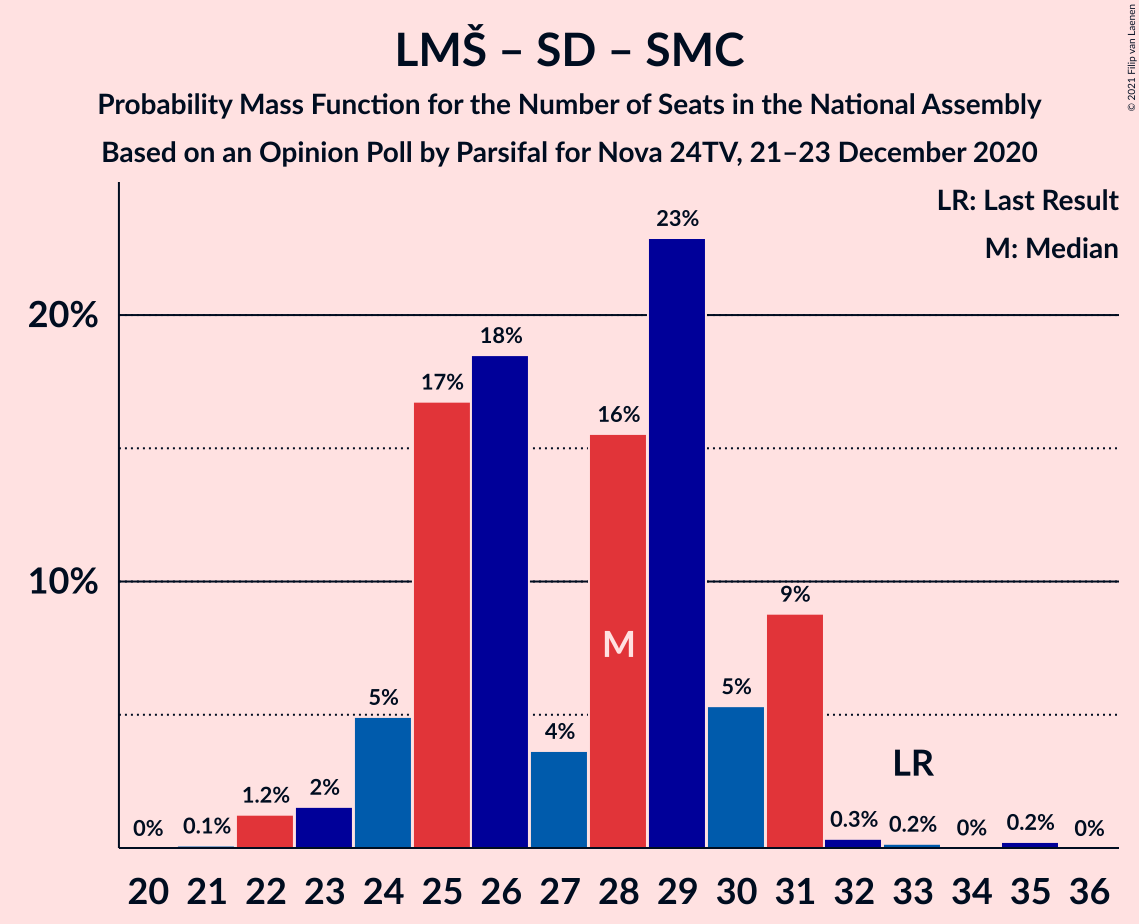 LMŠ – SD – SMC
Probability Mass Function for the Number of Seats in the National Assembly
Based on an Opinion Poll by Parsifal for Nova 24TV, 21–23 December 2020
© 2021 Filip van Laenen
LR: Last Result
M: Median
20%
10%
0%
0.1%
1.2%
2%
5%
17%
18%
4%
16%
23%
5%
9%
0.3%
0.2%
0%
0.2%
0%
M
LR
20 21 22 23 24 25 26 27 28 29 30 31 32 33 34 35 36